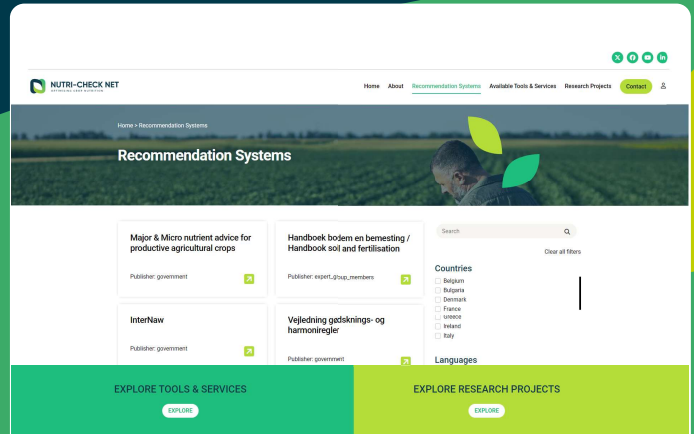 NUTRI-CHECK NET
OPTIMISING CROP NUTRITION
Home About Recommendation Systems Available Tools & Services Research Projects Contact
Home > Recommendation Systems
Recommendation Systems
Major & Micro nutrient advice for
productive agricultural crops
Publisher: government
Handboek bodem en bemesting /
Handbook soil and fertilisation
Publisher: expert_group_members
InterNaw
Publisher: government
Vejledning gødsknings- og
harmoniregler
Publisher: government
Search
Clear all filters
Countries
Belgium
Bulgaria
Denmark
France
Greece
Ireland
Italy
Languages
EXPLORE TOOLS & SERVICES
EXPLORE
EXPLORE RESEARCH PROJECTS
EXPLORE